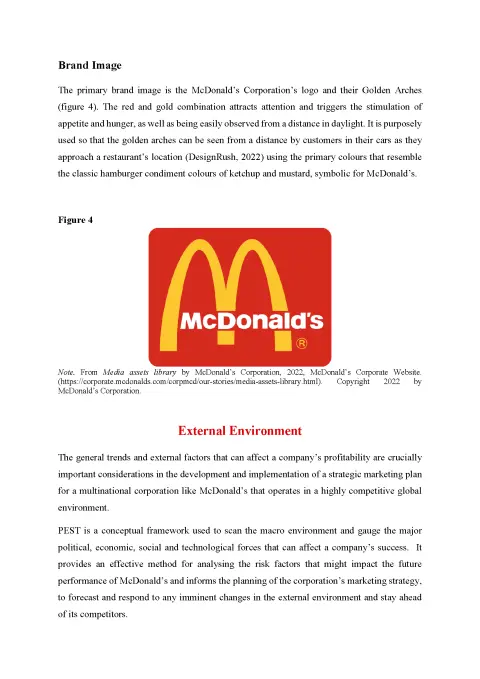 Brand Image
The primary brand image is the McDonald’s Corporation’s logo and their Golden Arches
(figure 4). The red and gold combination attracts attention and triggers the stimulation of
appetite and hunger, as well as being easily observed from a distance in daylight. It is purposely
used so that the golden arches can be seen from a distance by customers in their cars as they
approach a restaurant’s location (DesignRush, 2022) using the primary colours that resemble
the classic hamburger condiment colours of ketchup and mustard, symbolic for McDonald’s.
Figure 4
McDonald's
®
Note. From Media assets library by McDonald’s Corporation, 2022, McDonald’s Corporate Website.
(https://corporate.mcdonalds.com/corpmcd/our-stories/media-assets-library.html). Copyright 2022 by
McDonald’s Corporation.
External Environment
The general trends and external factors that can affect a company’s profitability are crucially
important considerations in the development and implementation of a strategic marketing plan
for a multinational corporation like McDonald’s that operates in a highly competitive global
environment.
PEST is a conceptual framework used to scan the macro environment and gauge the major
political, economic, social and technological forces that can affect a company’s success. It
provides an effective method for analysing the risk factors that might impact the future
performance of McDonald’s and informs the planning of the corporation’s marketing strategy,
to forecast and respond to any imminent changes in the external environment and stay ahead
of its competitors.